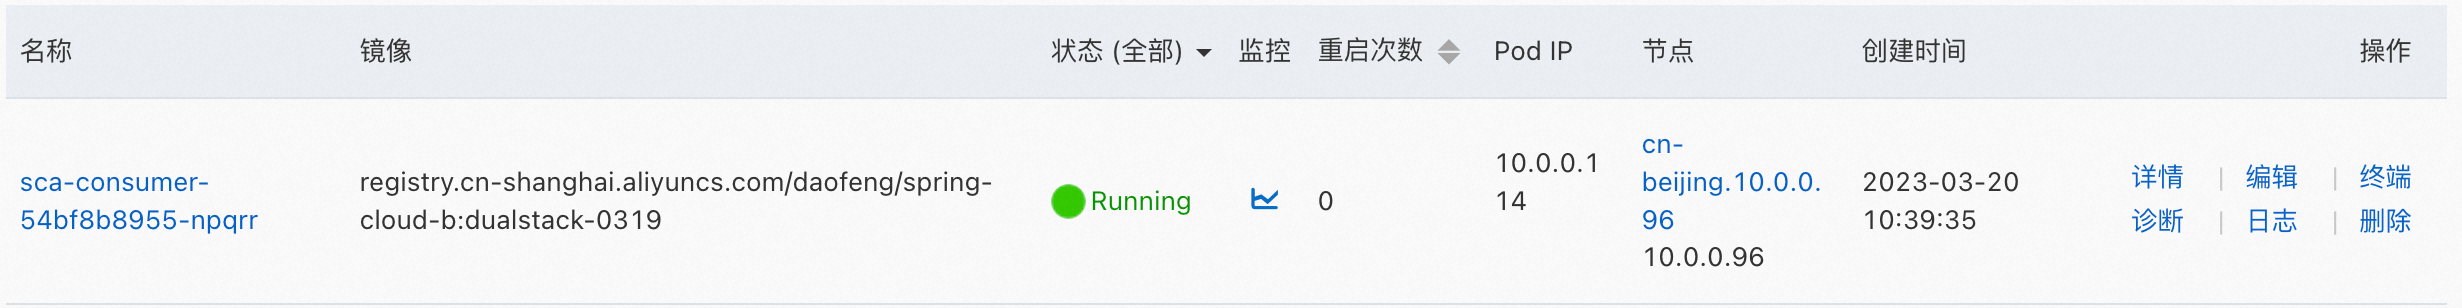 名称 镜像 状态 (全部) 监控 重启次数 Pod IP 节点 创建时间 操作
sca-consumer-
54bf8b8955-npqrr
registry.cn-shanghai.aliyuncs.com/daofeng/spring-
cloud-b:dualstack-0319
Running
0
10.0.0.1
14
cn-
beijing.10.0.0.
96
10.0.0.96
2023-03-20
10:39:35
详情 | 编辑 | 终端
诊断 | 日志 | 删除